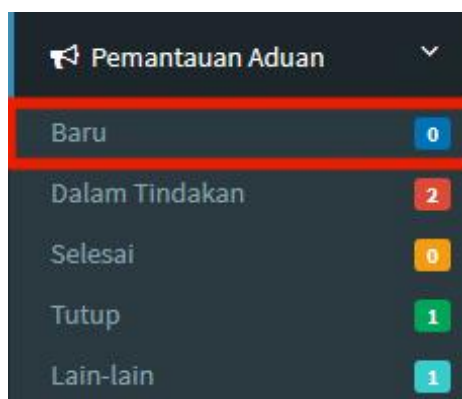 Pemantauan Aduan
Baru 0
Dalam Tindakan 2
Selesai 0
Tutup 1
Lain-lain 1